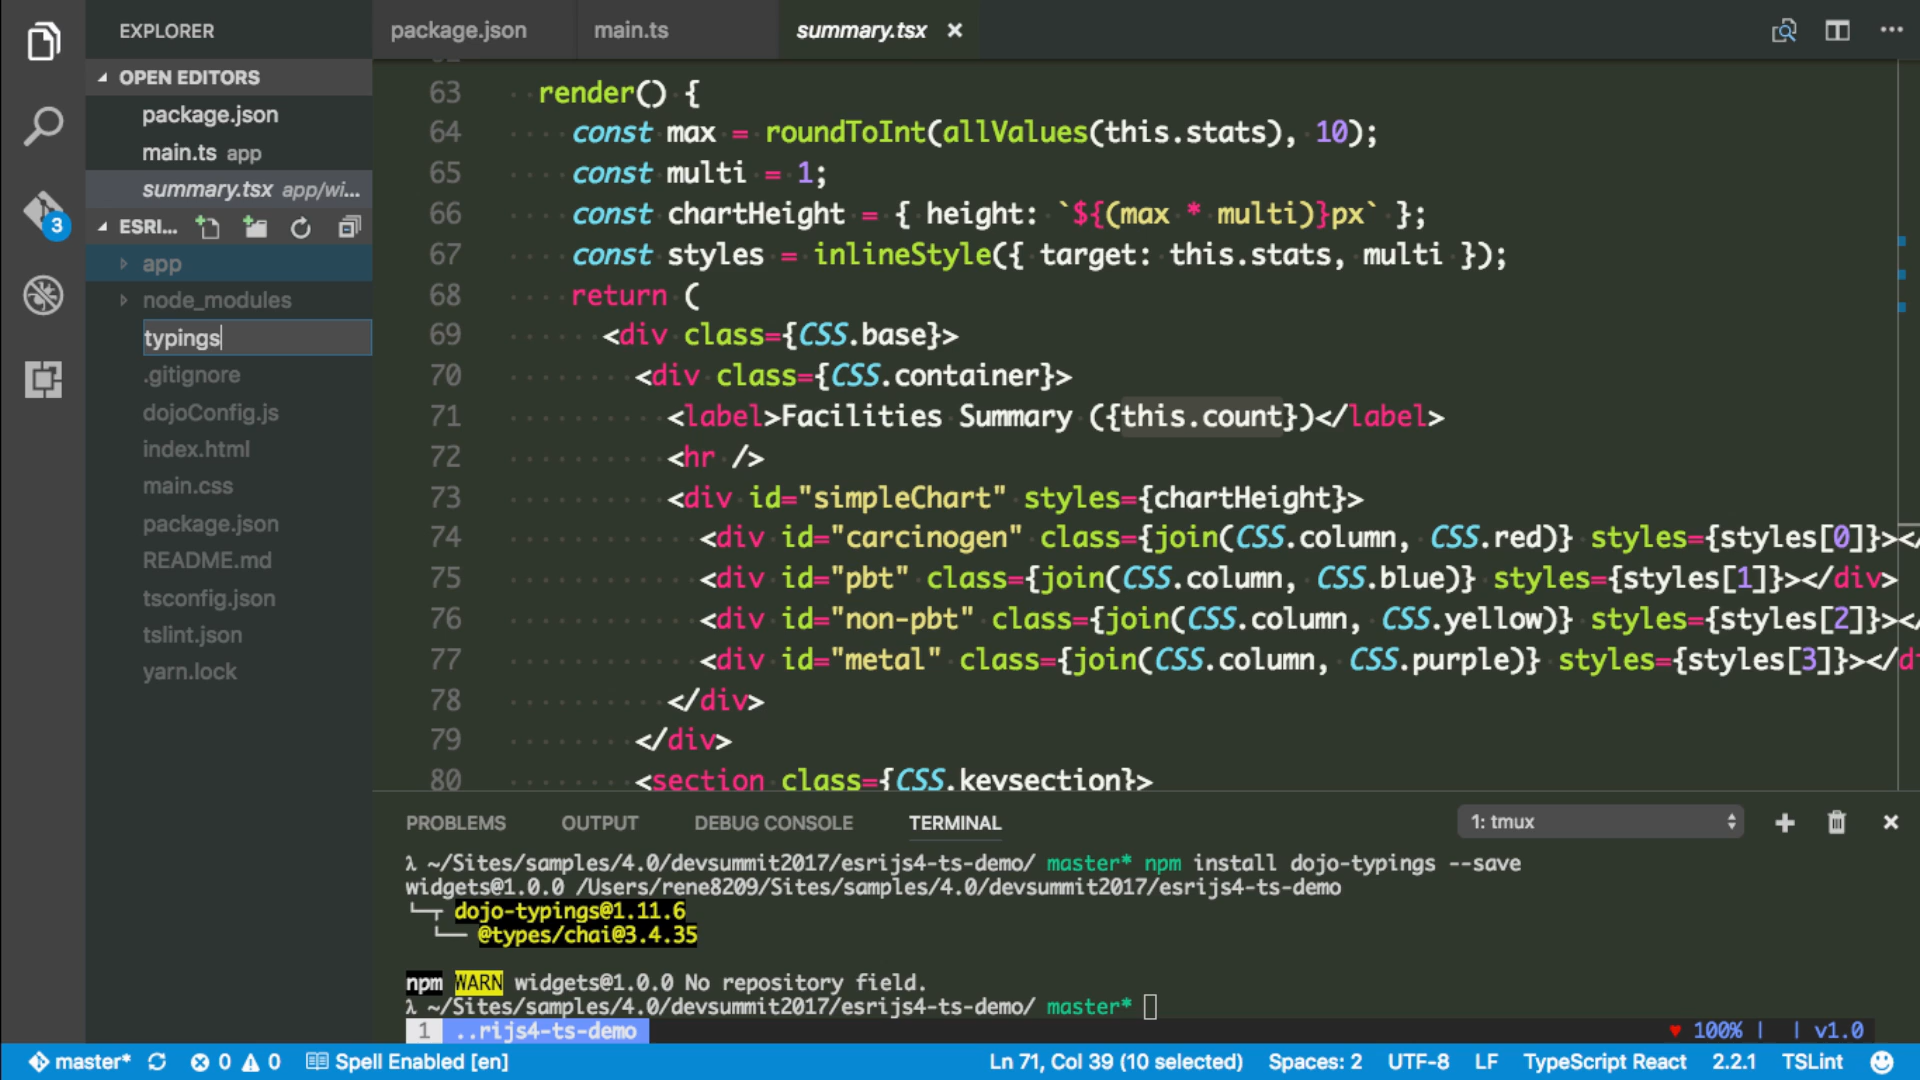 EXPLORER
OPEN EDITORS
package.json
main.ts app
summary.tsx app/wi...
ESRI...
app
node_modules
typings
.gitignore
dojoConfig.js
index.html
main.css
package.json
README.md
tsconfig.json
tslint.json
yarn.lock
3
package.json main.ts summary.tsx
63 render() {
64 const max = roundToInt(allValues(this.stats), 10);
65 const multi = 1;
66 const chartHeight = { height: `${(max * multi)}px` };
67 const styles = inlineStyle({ target: this.stats, multi });
68 return (
69 <div class={CSS.base}>
70 <div class={CSS.container}>
71 <label>Facilities Summary ({this.count})</label>
72 <hr />
73 <div id="simpleChart" styles={chartHeight}>
74 <div id="carcinogen" class={join(CSS.column, CSS.red)} styles={styles[0]}></
75 <div id="pbt" class={join(CSS.column, CSS.blue)} styles={styles[1]}></div>
76 <div id="non-pbt" class={join(CSS.column, CSS.yellow)} styles={styles[2]}></
77 <div id="metal" class={join(CSS.column, CSS.purple)} styles={styles[3]}></di
78 </div>
79 </div>
80 <section class={CSS.keysection}>
PROBLEMS OUTPUT DEBUG CONSOLE TERMINAL 1: tmux
λ ~/Sites/samples/4.0/devsummit2017/esrijs4-ts-demo/ master* npm install dojo-typings --save
widgets@1.0.0 /Users/rene8209/Sites/samples/4.0/devsummit2017/esrijs4-ts-demo
└─┬ dojo-typings@1.11.6
└── @types/chai@3.4.35
npm WARN widgets@1.0.0 No repository field.
λ ~/Sites/samples/4.0/devsummit2017/esrijs4-ts-demo/ master*
1 ..rijs4-ts-demo ♥ 100% | | v1.0
master* 0 0 Spell Enabled [en] Ln 71, Col 39 (10 selected) Spaces: 2 UTF-8 LF TypeScript React 2.2.1 TSLint